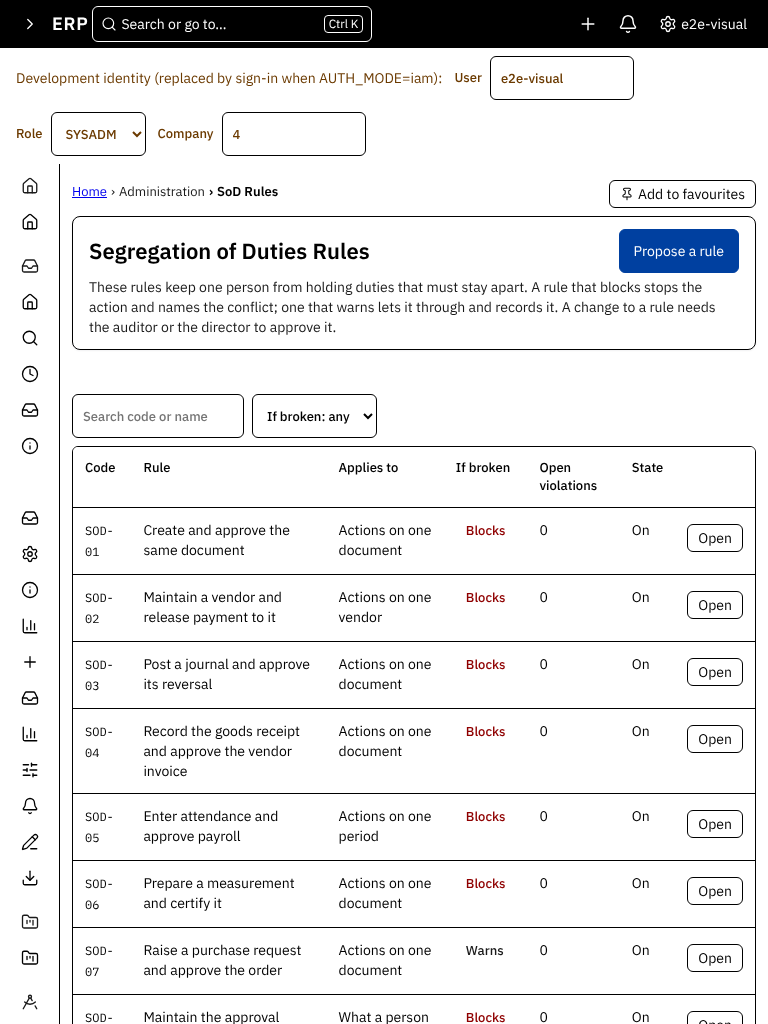 ERP
Search or go to...
Ctrl K
e2e-visual
Development identity (replaced by sign-in when AUTH_MODE=iam):
User
e2e-visual
Role
SYSADM
Company
4
Home › Administration › SoD Rules
Add to favourites
Segregation of Duties Rules
Propose a rule
These rules keep one person from holding duties that must stay apart. A rule that blocks stops the
action and names the conflict; one that warns lets it through and records it. A change to a rule needs
the auditor or the director to approve it.
Search code or name
If broken: any
Code Rule Applies to If broken Open State
violations
SOD- Create and approve the Actions on one Blocks 0 On Open
01 same document document
SOD- Maintain a vendor and Actions on one Blocks 0 On Open
02 release payment to it vendor
SOD- Post a journal and approve Actions on one Blocks 0 On Open
03 its reversal document
SOD- Record the goods receipt Actions on one Blocks 0 On Open
04 and approve the vendor document
invoice
SOD- Enter attendance and Actions on one Blocks 0 On Open
05 approve payroll period
SOD- Prepare a measurement Actions on one Blocks 0 On Open
06 and certify it document
SOD- Raise a purchase request Actions on one Warns 0 On Open
07 and approve the order document
SOD- Maintain the approval What a person Blocks 0 On Open